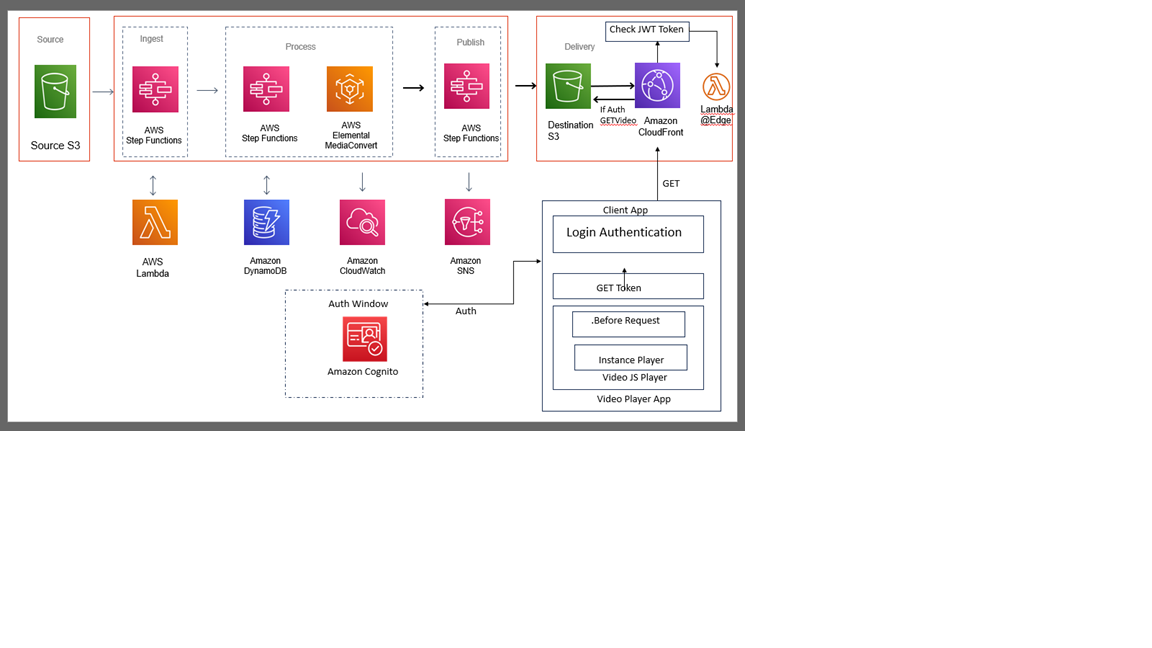 Source
Source S3
Ingest
AWS
Step Functions
Process
AWS
Step Functions
AWS
Elemental
MediaConvert
Publish
AWS
Step Functions
Delivery
Check JWT Token
Destination
S3
If Auth
GETVideo
Amazon
CloudFront
Lambda
@Edge
GET
AWS
Lambda
Amazon
DynamoDB
Amazon
CloudWatch
Amazon
SNS
Auth Window
Amazon Cognito
Auth
Client App
Login Authentication
GET Token
.Before Request
Instance Player
Video JS Player
Video Player App